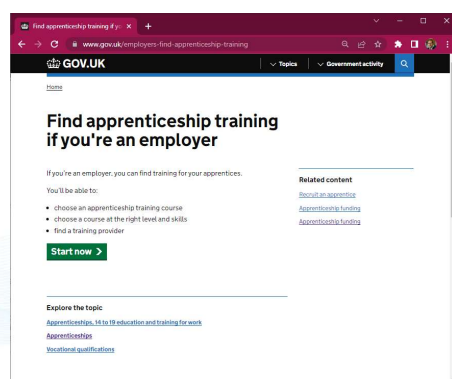 Find apprenticeship training if yo
www.gov.uk/employers-find-apprenticeship-training
GOV.UK
Topics
Government activity
Home
Find apprenticeship training
if you're an employer
If you're an employer, you can find training for your apprentices.
You'll be able to:
• choose an apprenticeship training course
• choose a course at the right level and skills
• find a training provider
Start now
Related content
Recruit an apprentice
Apprenticeship funding
Apprenticeship funding
Explore the topic
Apprenticeships, 14 to 19 education and training for work
Apprenticeships
Vocational qualifications